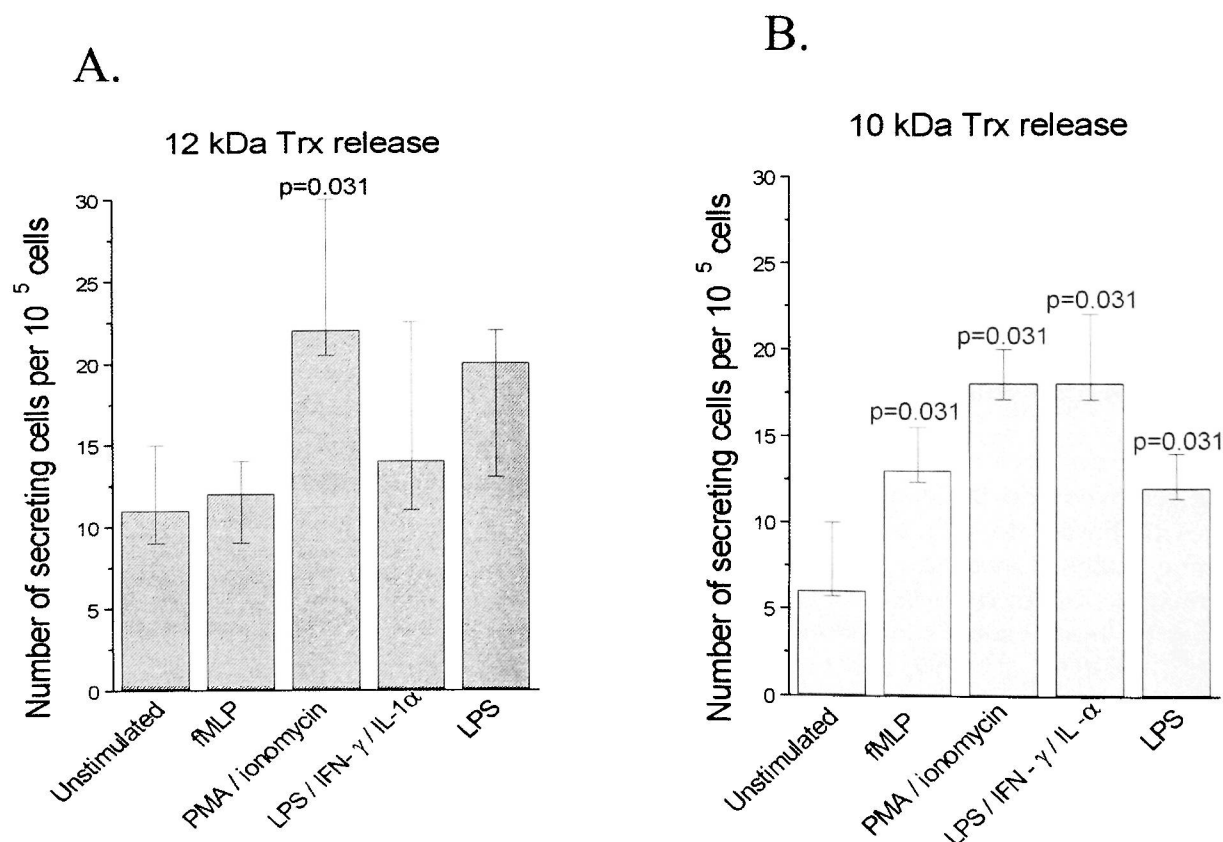 A.
12 kDa Trx release
p=0.031
Number of secreting cells per 10 5 cells
30
25
20
15
10
5
0
Unstimulated
fMLP
PMA / ionomycin
LPS / IFN- γ / IL-1α
LPS
B.
10 kDa Trx release
p=0.031
p=0.031
p=0.031
p=0.031
Number of secreting cells per 10 5 cells
30
25
20
15
10
5
0
Unstimulated
fMLP
PMA / ionomycin
LPS / IFN - γ / IL -α
LPS